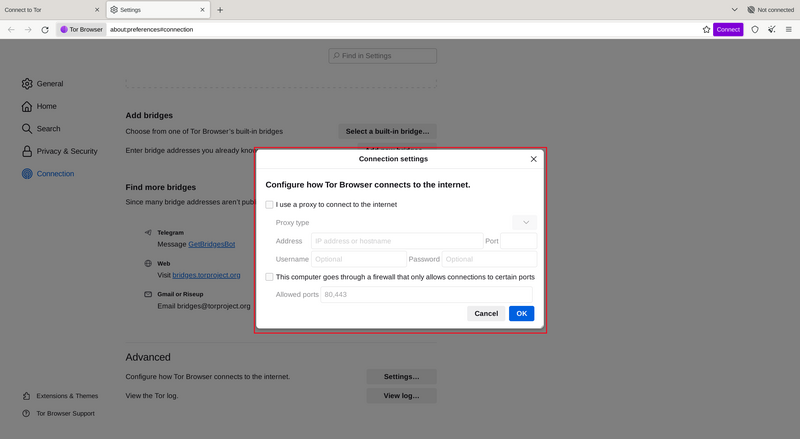 Connect to Tor
Settings
Not connected
Tor Browser
about:preferences#connection
Connect
Find in Settings
General
Home
Search
Privacy & Security
Connection
Add bridges
Choose from one of Tor Browser's built-in bridges
Select a built-in bridge…
Enter bridge addresses you already
Find more bridges
Since many bridge addresses aren't
Telegram
Message GetBridgesBot
Web
Visit bridges.torproject.org
Gmail or Riseup
Email bridges@torproject.org
Connection settings
Configure how Tor Browser connects to the internet.
I use a proxy to connect to the internet
Proxy type
Address IP address or hostname Port
Username Optional Password Optional
This computer goes through a firewall that only allows connections to certain ports
Allowed ports 80,443
Cancel OK
Advanced
Configure how Tor Browser connects to the internet.
Settings…
View the Tor log.
View log…
Extensions & Themes
Tor Browser Support